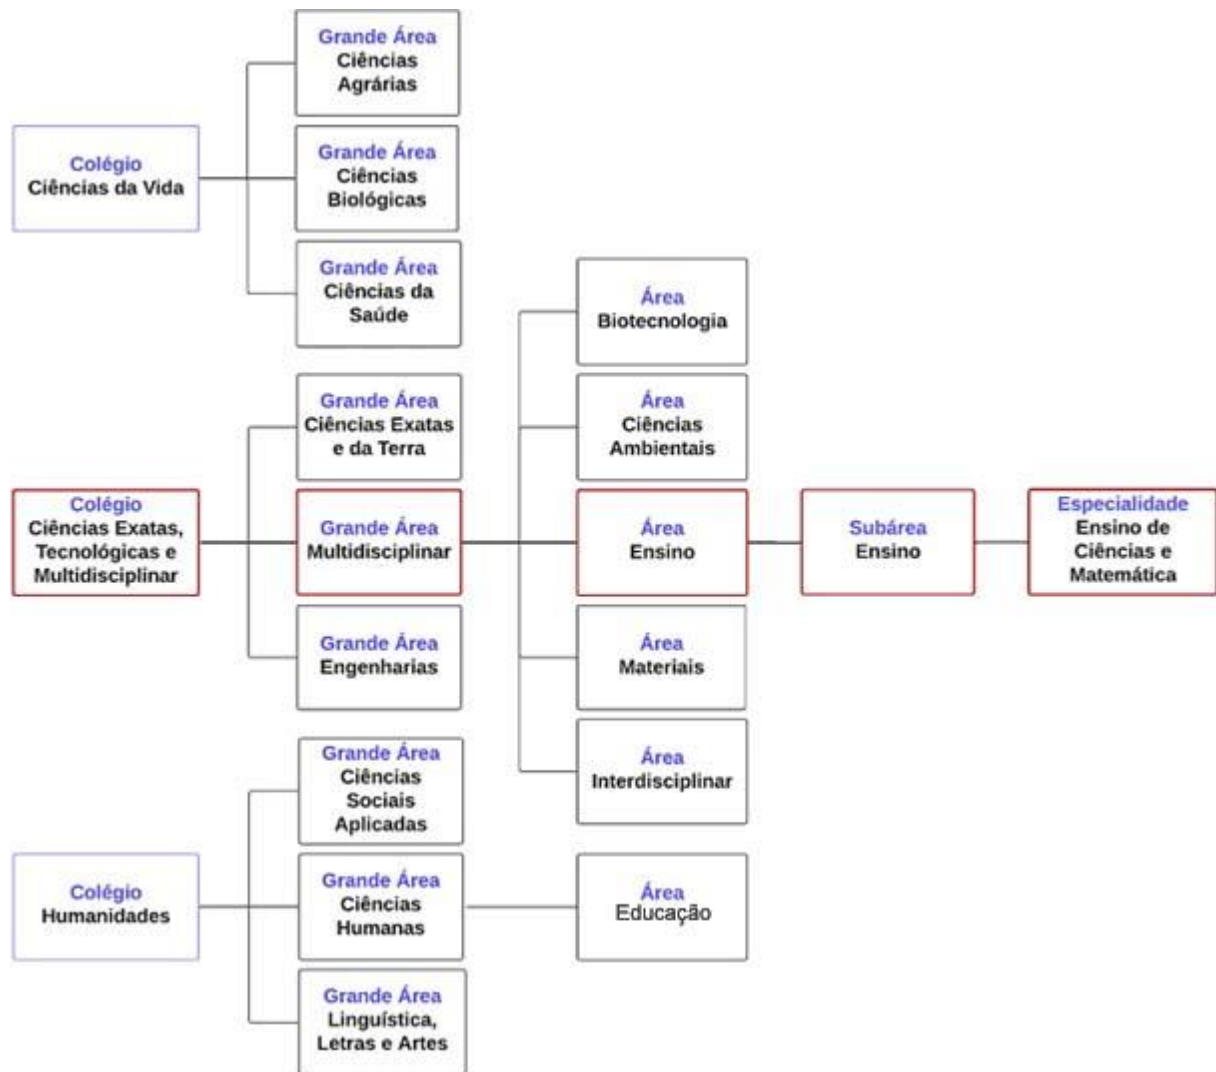 Grande Área
Ciências
Agrárias
Colégio
Ciências da Vida
Grande Área
Ciências
Biológicas
Grande Área
Ciências da
Saúde
Área
Biotecnologia
Grande Área
Ciências Exatas
e da Terra
Área
Ciências
Ambientais
Colégio
Ciências Exatas,
Tecnológicas e
Multidisciplinar
Grande Área
Multidisciplinar
Área
Ensino
Subárea
Ensino
Especialidade
Ensino de
Ciências e
Matemática
Grande Área
Engenharias
Área
Materiais
Área
Interdisciplinar
Grande Área
Ciências
Sociais
Aplicadas
Colégio
Humanidades
Grande Área
Ciências
Humanas
Área
Educação
Grande Área
Linguística,
Letras e Artes